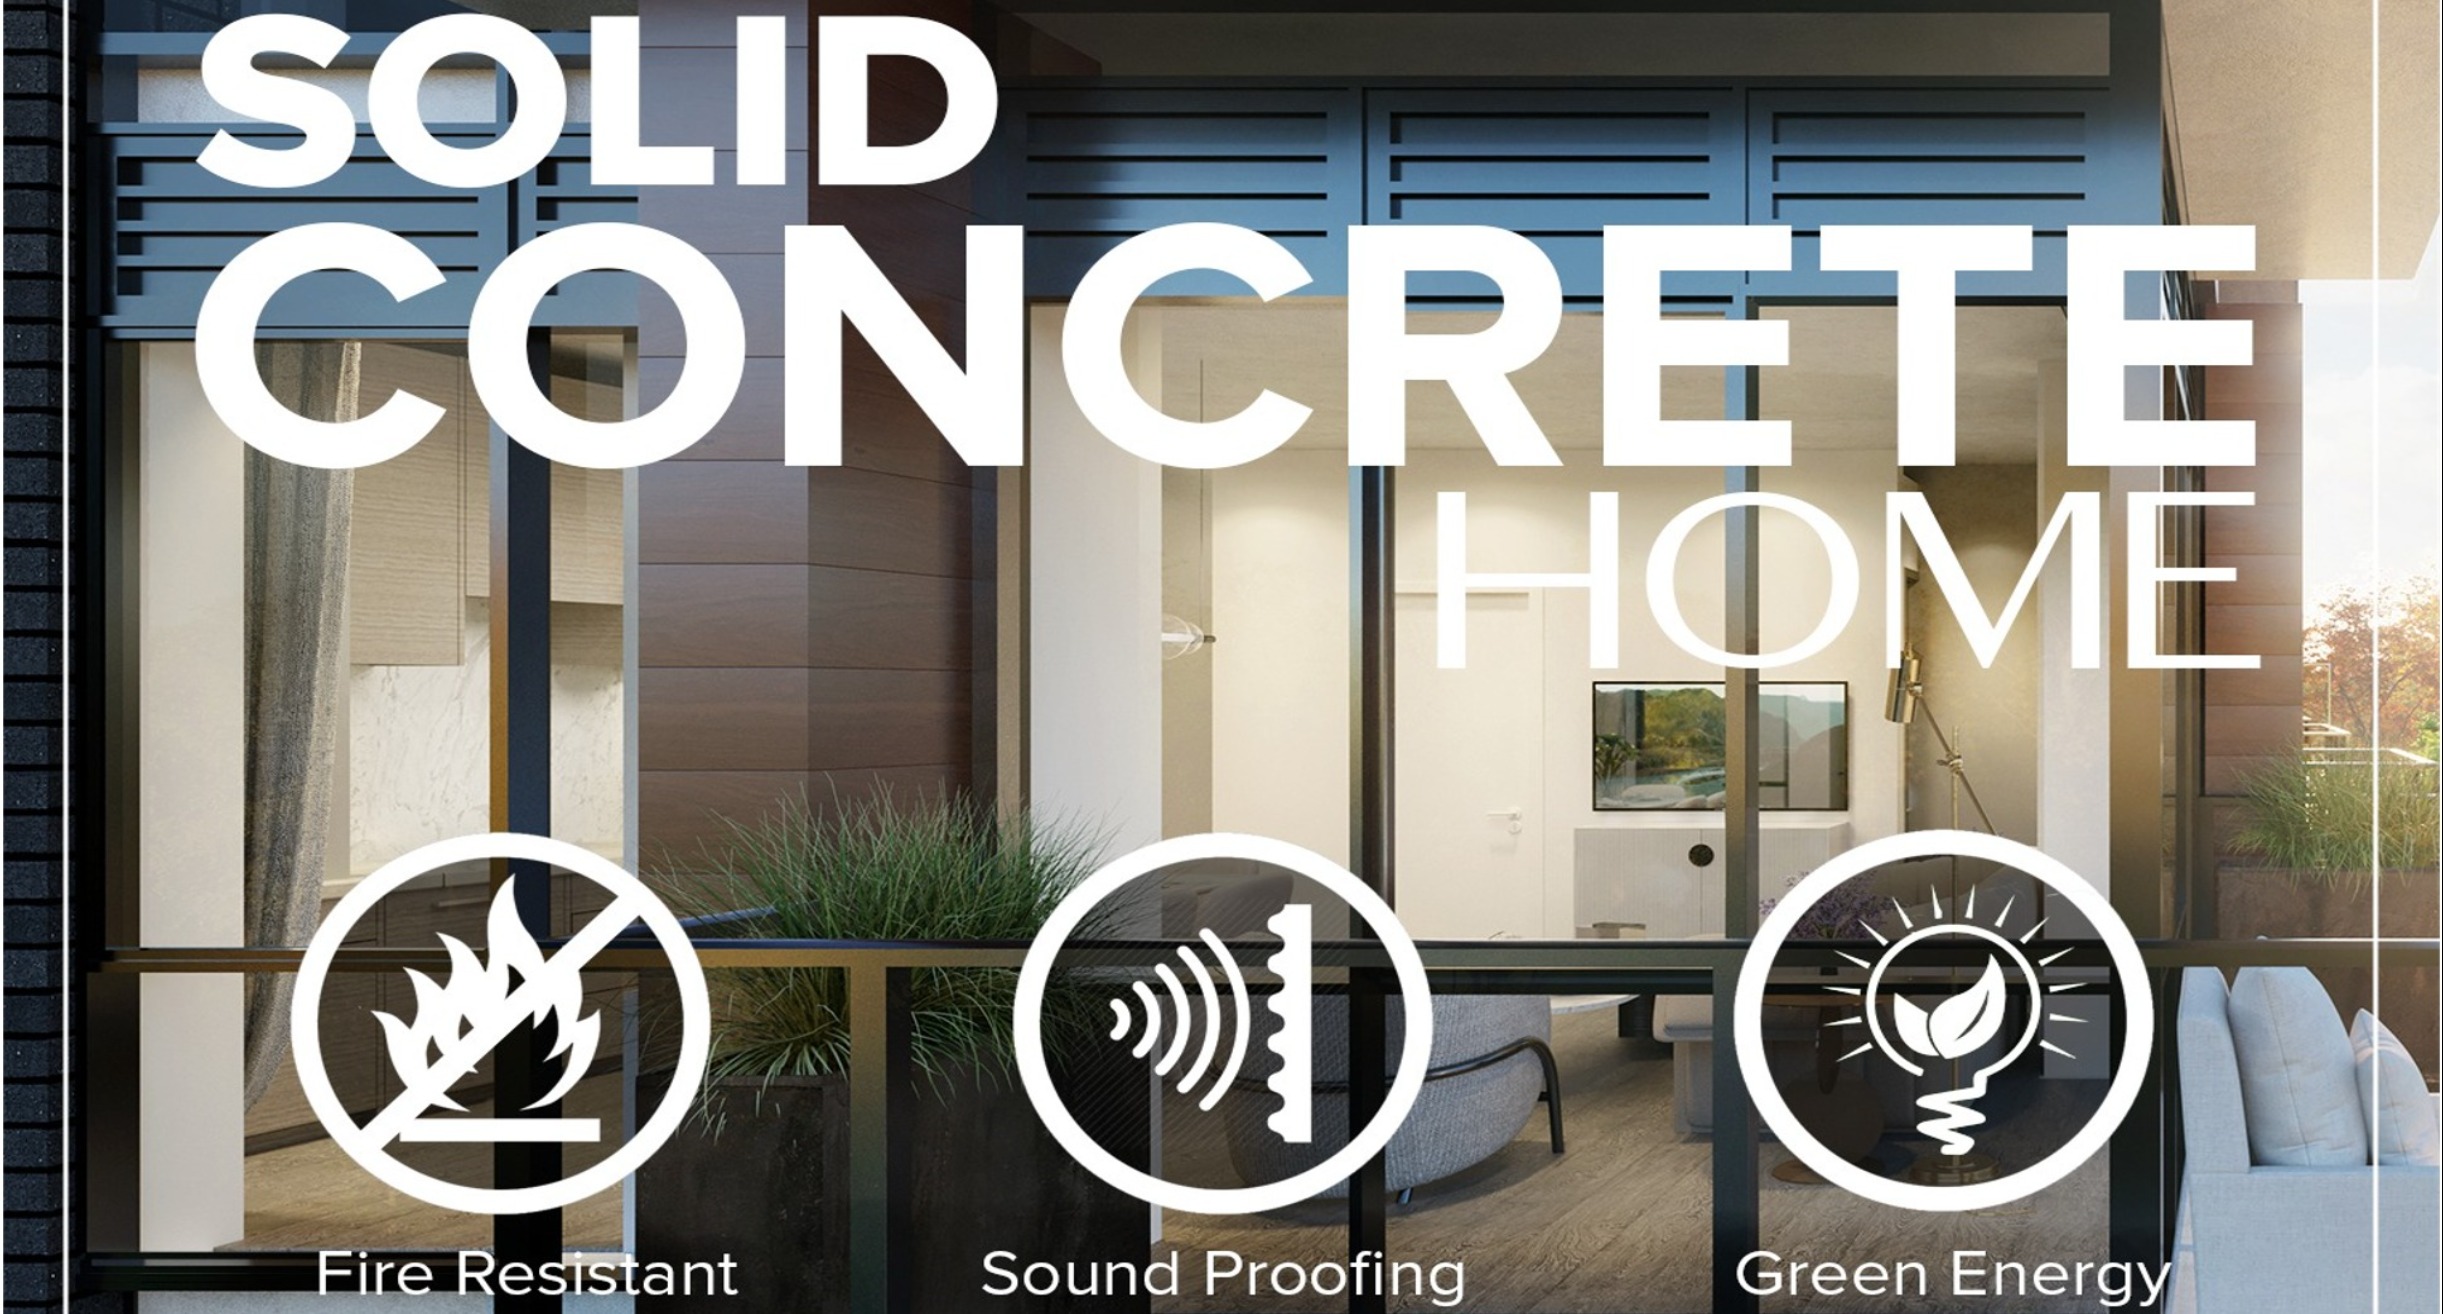 SOLID
CONCRETE
HOME
Fire Resistant
Sound Proofing
Green Energy